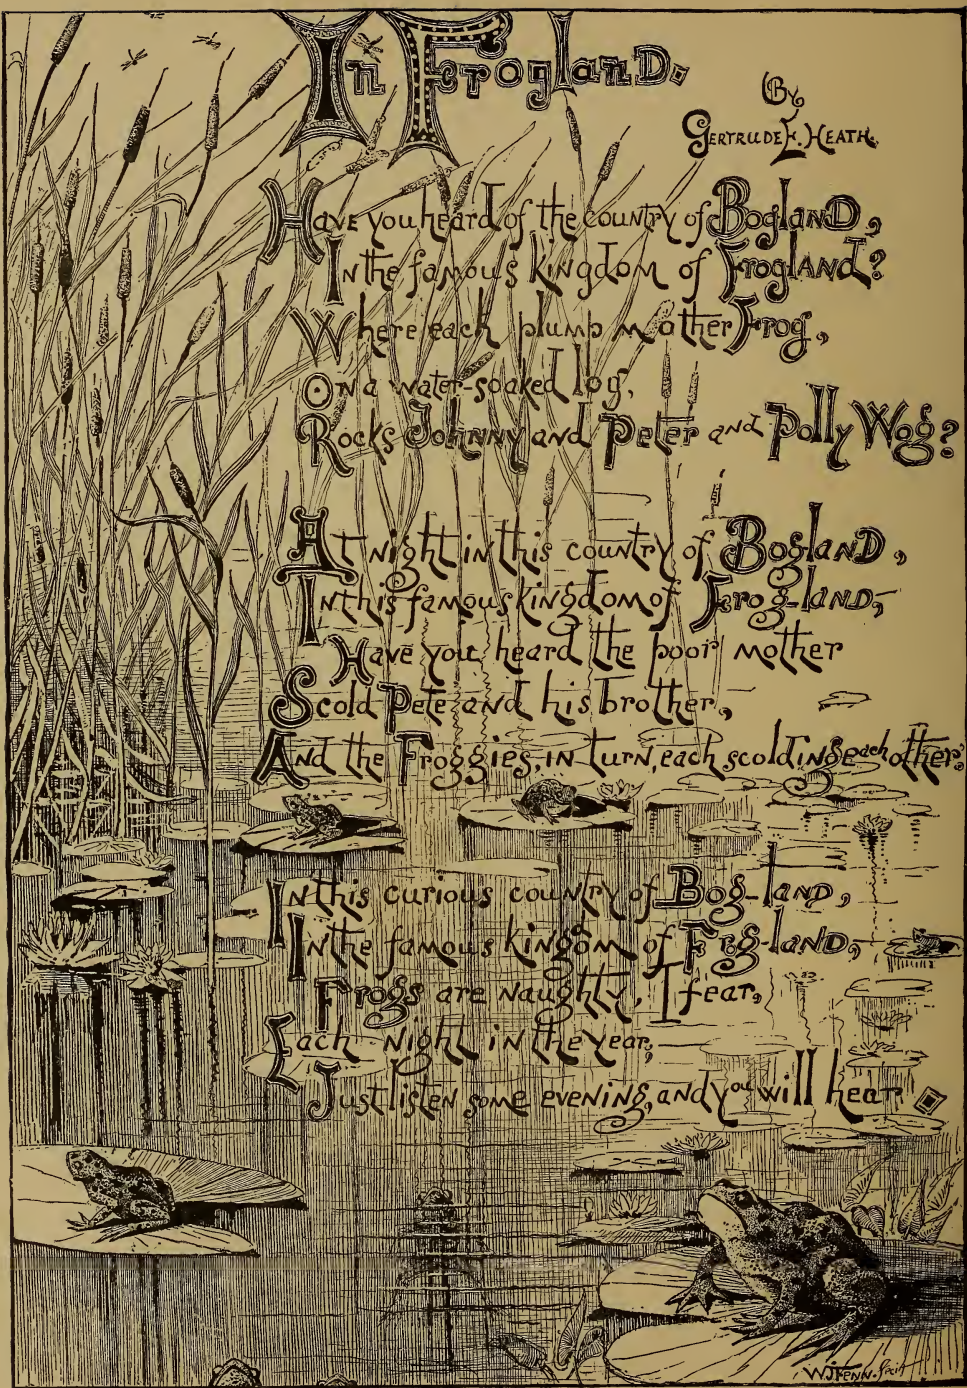 In Frogland.
By
Gertrude E. Heath.
Have you heard of the country of Bogland,
In the famous kingdom of Frogland?
Where each plump mother Frog,
On a water-soaked log,
Rocks Johnny and Peter and Polly Wog?
At night in this country of Bogland,
In this famous kingdom of Frog-land,—
Have you heard the poor mother
Scold Pete and his brother,
And the Froggies, in turn, each scolding each other?
In this curious country of Bog-land,
In the famous kingdom of Frog-land,—
Frogs are naughty, I fear,
Each night in the year;
Just listen some evening, and you will hear.
W J Fenn.